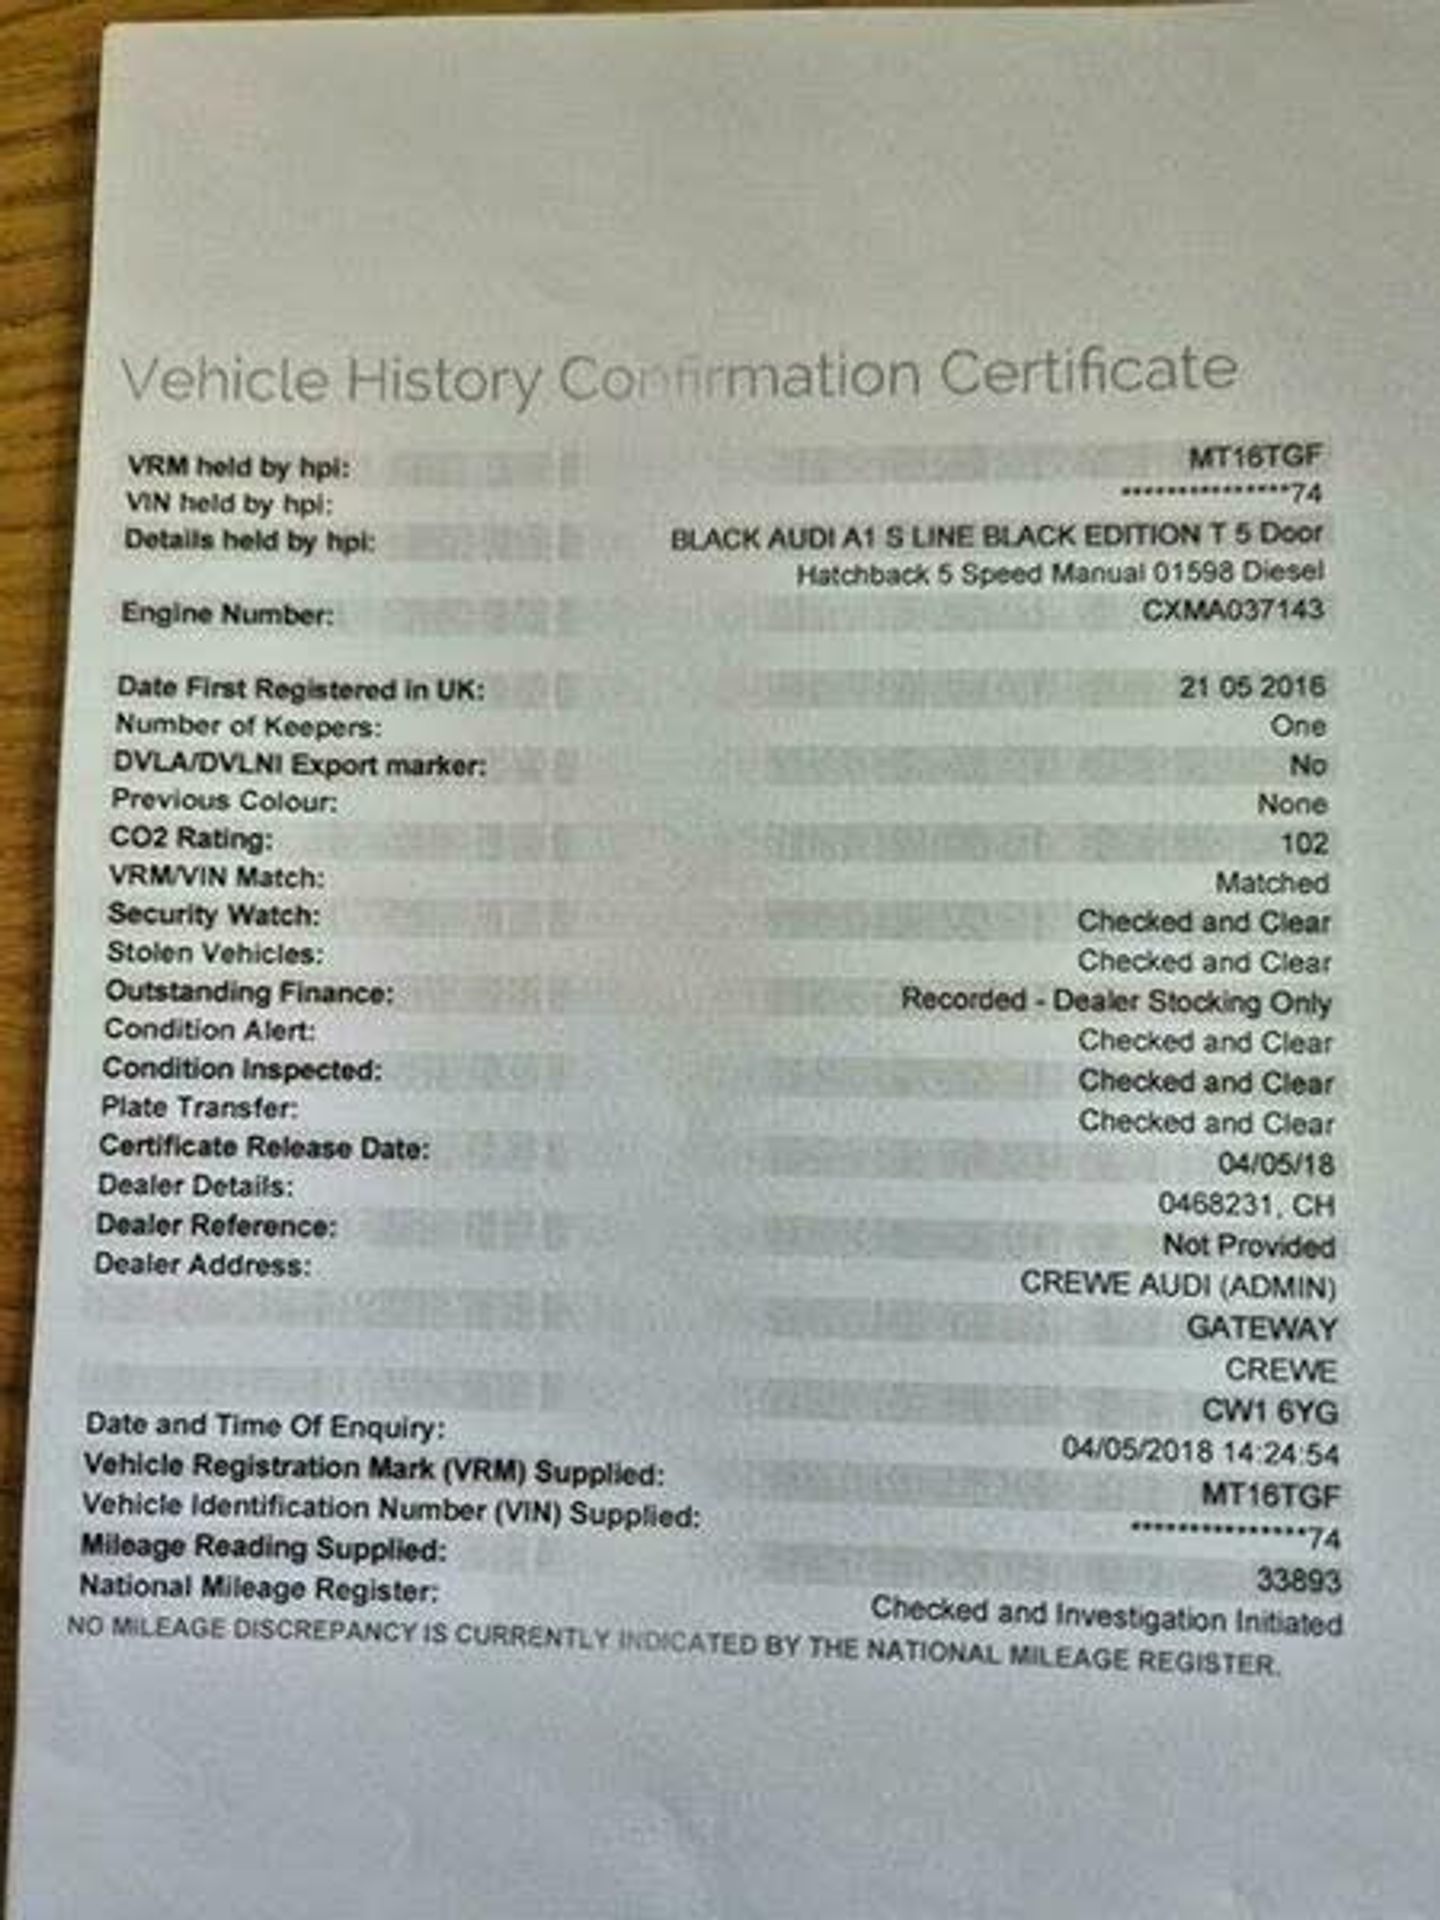 Vehicle History Confirmation Certificate
VRM held by hpi: MT16TGF
VIN held by hpi: ***************74
Details held by hpi: BLACK AUDI A1 S LINE BLACK EDITION T 5 Door
Hatchback 5 Speed Manual 01598 Diesel
Engine Number: CXMA037143
Date First Registered in UK: 21 05 2016
Number of Keepers: One
DVLA/DVLNI Export marker: No
Previous Colour: None
CO2 Rating: 102
VRM/VIN Match: Matched
Security Watch: Checked and Clear
Stolen Vehicles: Checked and Clear
Outstanding Finance: Recorded - Dealer Stocking Only
Condition Alert: Checked and Clear
Condition Inspected: Checked and Clear
Plate Transfer: Checked and Clear
Certificate Release Date: 04/05/18
Dealer Details: 0468231, CH
Dealer Reference: Not Provided
Dealer Address: CREWE AUDI (ADMIN)
GATEWAY
CREWE
CW1 6YG
Date and Time Of Enquiry: 04/05/2018 14:24:54
Vehicle Registration Mark (VRM) Supplied: MT16TGF
Vehicle Identification Number (VIN) Supplied: ***************74
Mileage Reading Supplied: 33893
National Mileage Register: Checked and Investigation Initiated
NO MILEAGE DISCREPANCY IS CURRENTLY INDICATED BY THE NATIONAL MILEAGE REGISTER.